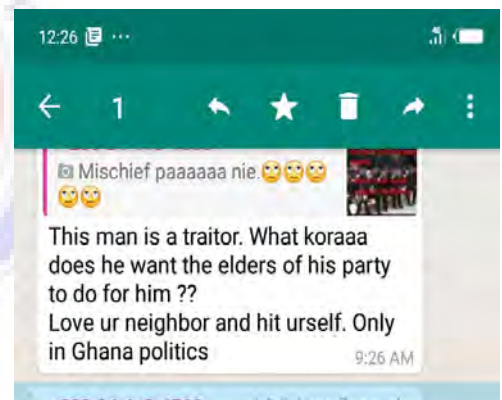 12:26
1
Mischief paaaaaa nie.🙄🙄🙄
🙄🙄
This man is a traitor. What koraaa
does he want the elders of his party
to do for him ??
Love ur neighbor and hit urself. Only
in Ghana politics
9:26 AM